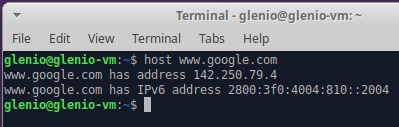 Terminal - glenio@glenio-vm: ~
File Edit View Terminal Tabs Help
glenio@glenio-vm:~$ host www.google.com
www.google.com has address 142.250.79.4
www.google.com has IPv6 address 2800:3f0:4004:810::2004
glenio@glenio-vm:~$